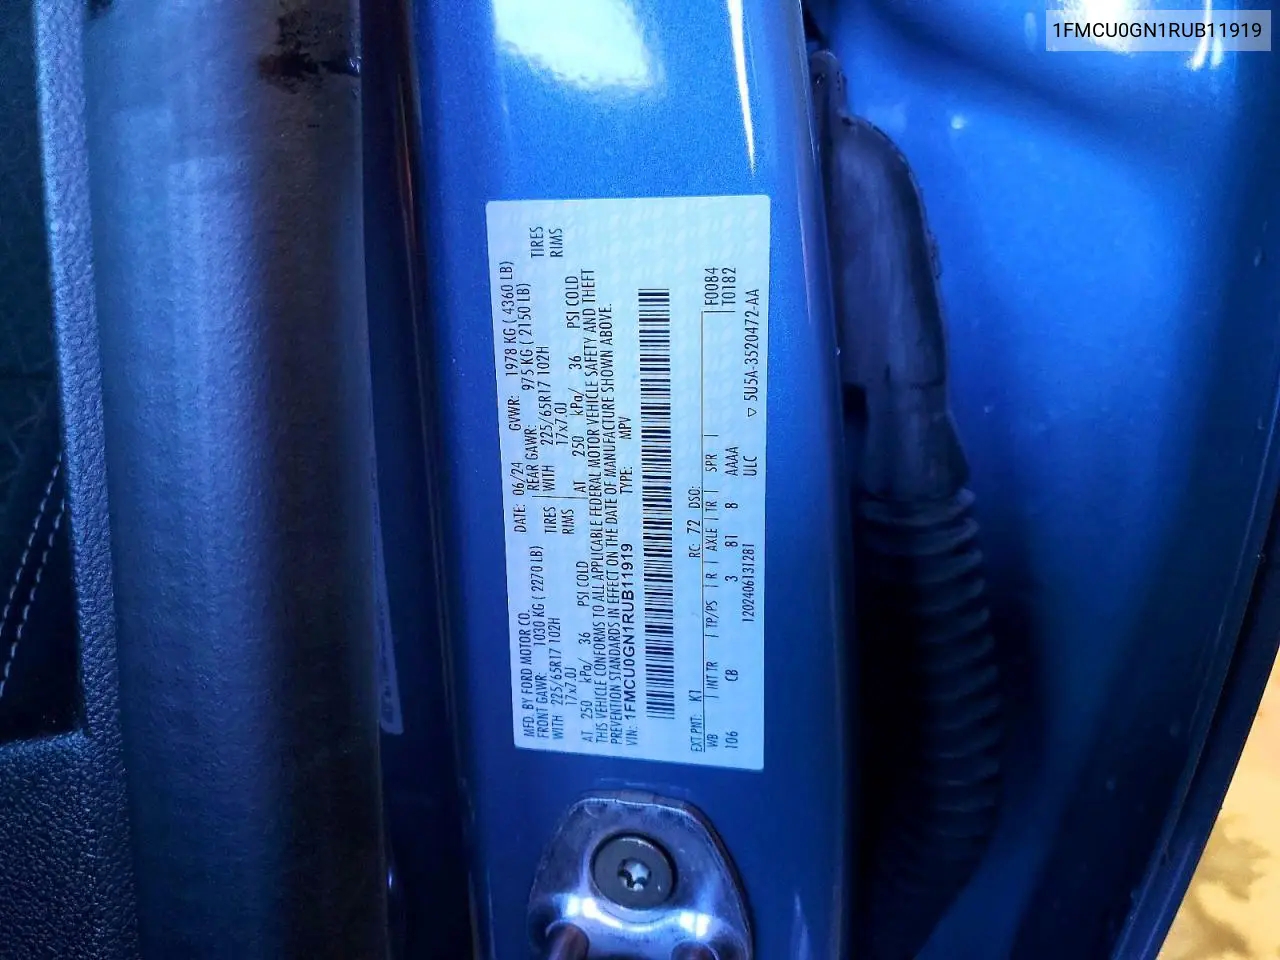 1FMCU0GN1RUB11919
MFD. BY FORD MOTOR CO.
DATE: 06/24 GVWR: 1978 KG ( 4360 LB)
FRONT GAWR: 1030 KG ( 2270 LB) REAR GAWR: 975 KG ( 2150 LB)
WITH 225/65R17 102H TIRES WITH 225/65R17 102H TIRES
17x7.0J RIMS 17x7.0J RIMS
AT 250 kPa/ 36 PSI COLD AT 250 kPa/ 36 PSI COLD
THIS VEHICLE CONFORMS TO ALL APPLICABLE FEDERAL MOTOR VEHICLE SAFETY AND THEFT
PREVENTION STANDARDS IN EFFECT ON THE DATE OF MANUFACTURE SHOWN ABOVE.
VIN: 1FMCU0GN1RUB11919 TYPE: MPV
EXT PNT: K1 RC: 72 DSO: F0084
WB INT TR TP/PS R AXLE TR SPR T0182
106 CB 3 81 8 AAAA
120240613128​1 ULC ▽ 5U5A-3520472-AA